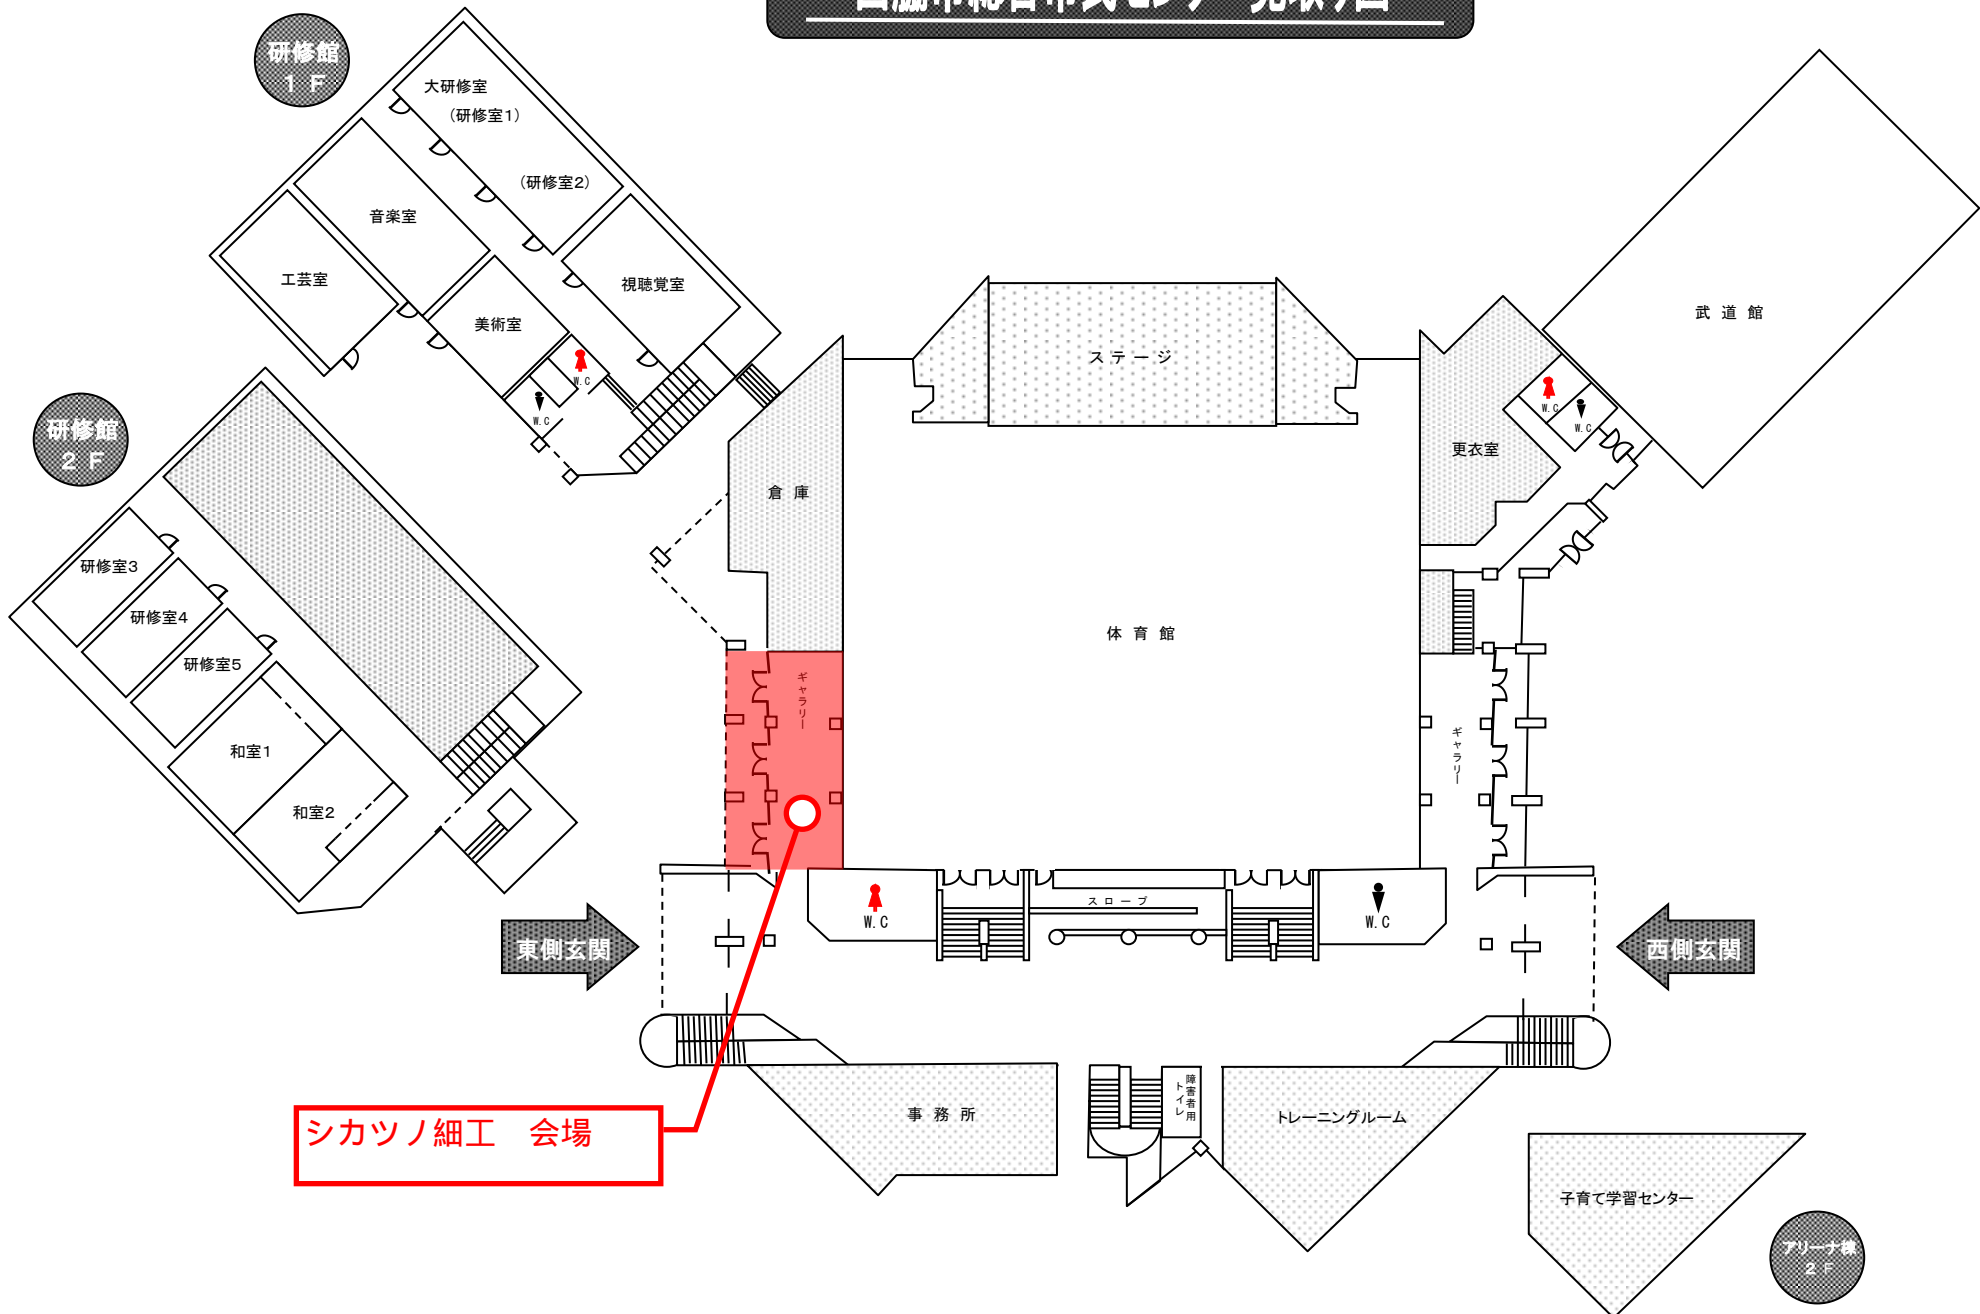 研修館
１Ｆ
大研修室
(研修室1)
(研修室2)
音楽室
工芸室
視聴覚室
美術室
W.C
W.C
研修館
２Ｆ
研修室3
研修室4
研修室5
和室1
和室2
倉 庫
ステージ
体 育 館
武 道 館
更衣室
W.C
W.C
ギャラリー
ギャラリー
W.C
スロープ
W.C
東側玄関
西側玄関
シカツノ細工　会場
事 務 所
障害者用
トイレ
トレーニングルーム
子育て学習センター
アリーナ棟
２Ｆ